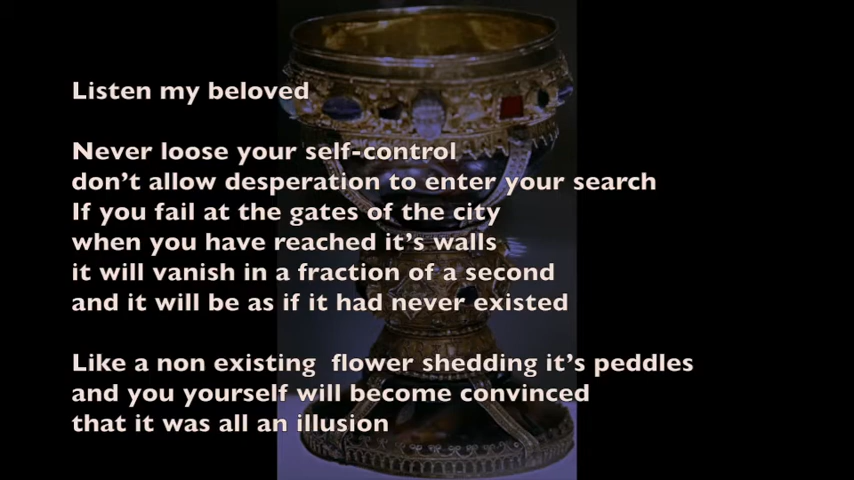 Listen my beloved
Never loose your self-control
don't allow desperation to enter your search
If you fail at the gates of the city
when you have reached it's walls
it will vanish in a fraction of a second
and it will be as if it had never existed
Like a non existing  flower shedding it's peddles
and you yourself will become convinced
that it was all an illusion